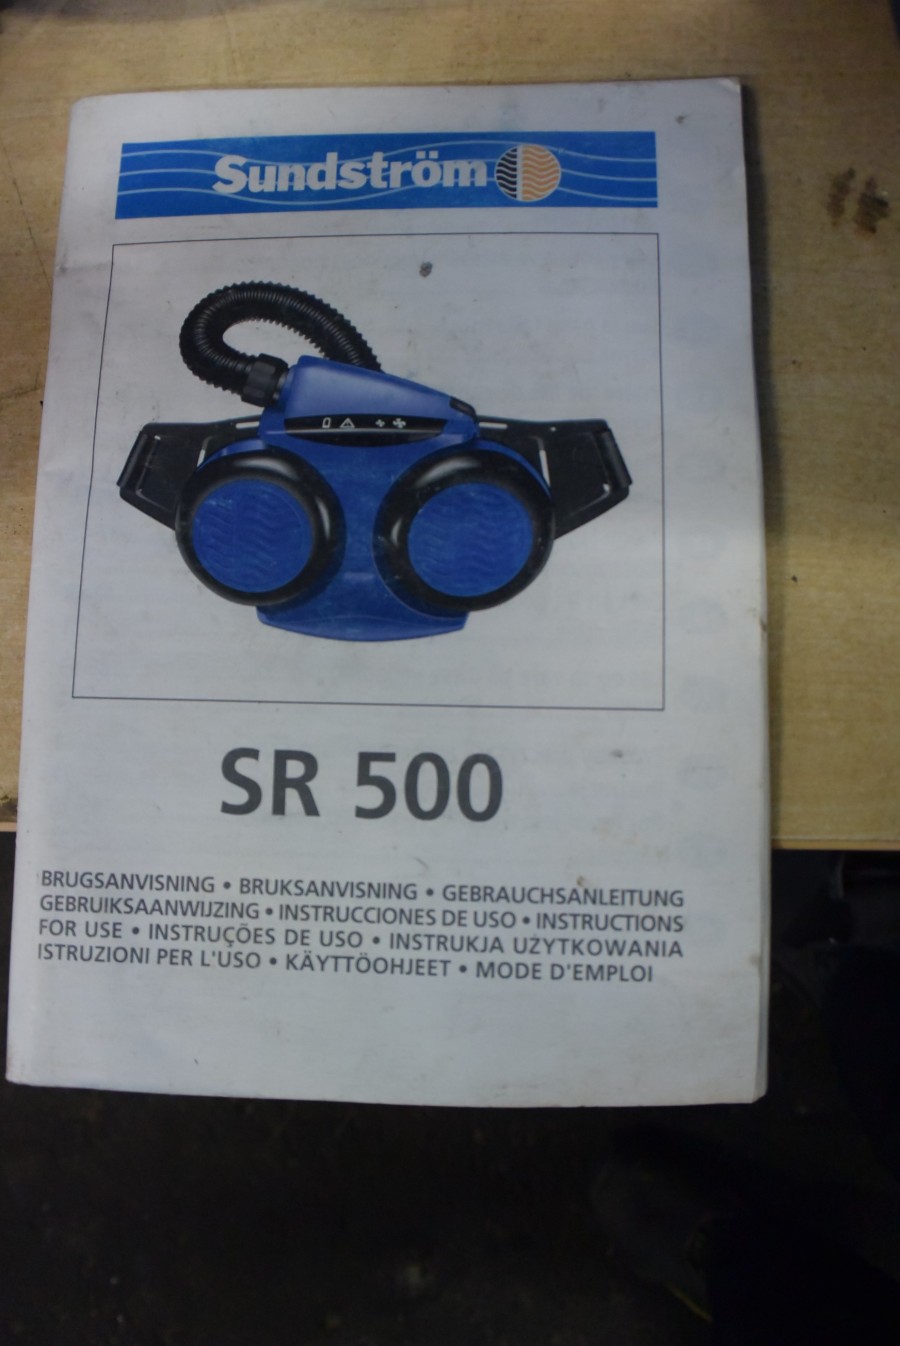 Sundström
SR 500
BRUGSANVISNING • BRUKSANVISNING • GEBRAUCHSANLEITUNG
GEBRUIKSAANWIJZING • INSTRUCCIONES DE USO • INSTRUCTIONS
FOR USE • INSTRUÇÕES DE USO • INSTRUKJA UŻYTKOWANIA
ISTRUZIONI PER L'USO • KÄYTTÖOHJEET • MODE D'EMPLOI